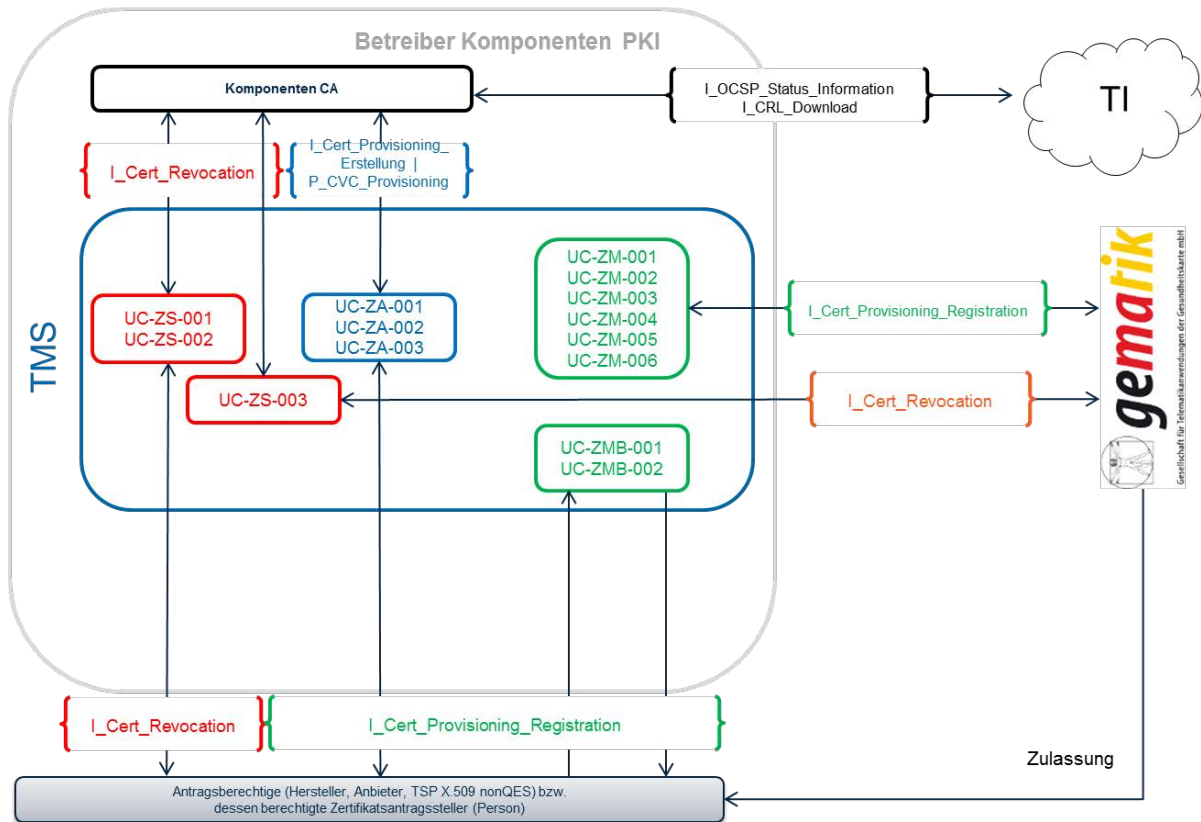 Betreiber Komponenten PKI
Komponenten CA
I_OCSP_Status_Information
I_CRL_Download
TI
I_Cert_Revocation
I_Cert_Provisioning_
Erstellung |
P_CVC_Provisioning
TMS
UC-ZS-001
UC-ZS-002
UC-ZA-001
UC-ZA-002
UC-ZA-003
UC-ZM-001
UC-ZM-002
UC-ZM-003
UC-ZM-004
UC-ZM-005
UC-ZM-006
I_Cert_Provisioning_Registration
gematik
Gesellschaft für Telematikanwendungen der Gesundheitskarte mbH
UC-ZS-003
I_Cert_Revocation
UC-ZMB-001
UC-ZMB-002
I_Cert_Revocation
I_Cert_Provisioning_Registration
Zulassung
Antragsberechtige (Hersteller, Anbieter, TSP X.509 nonQES) bzw.
dessen berechtigte Zertifikatsantragssteller (Person)